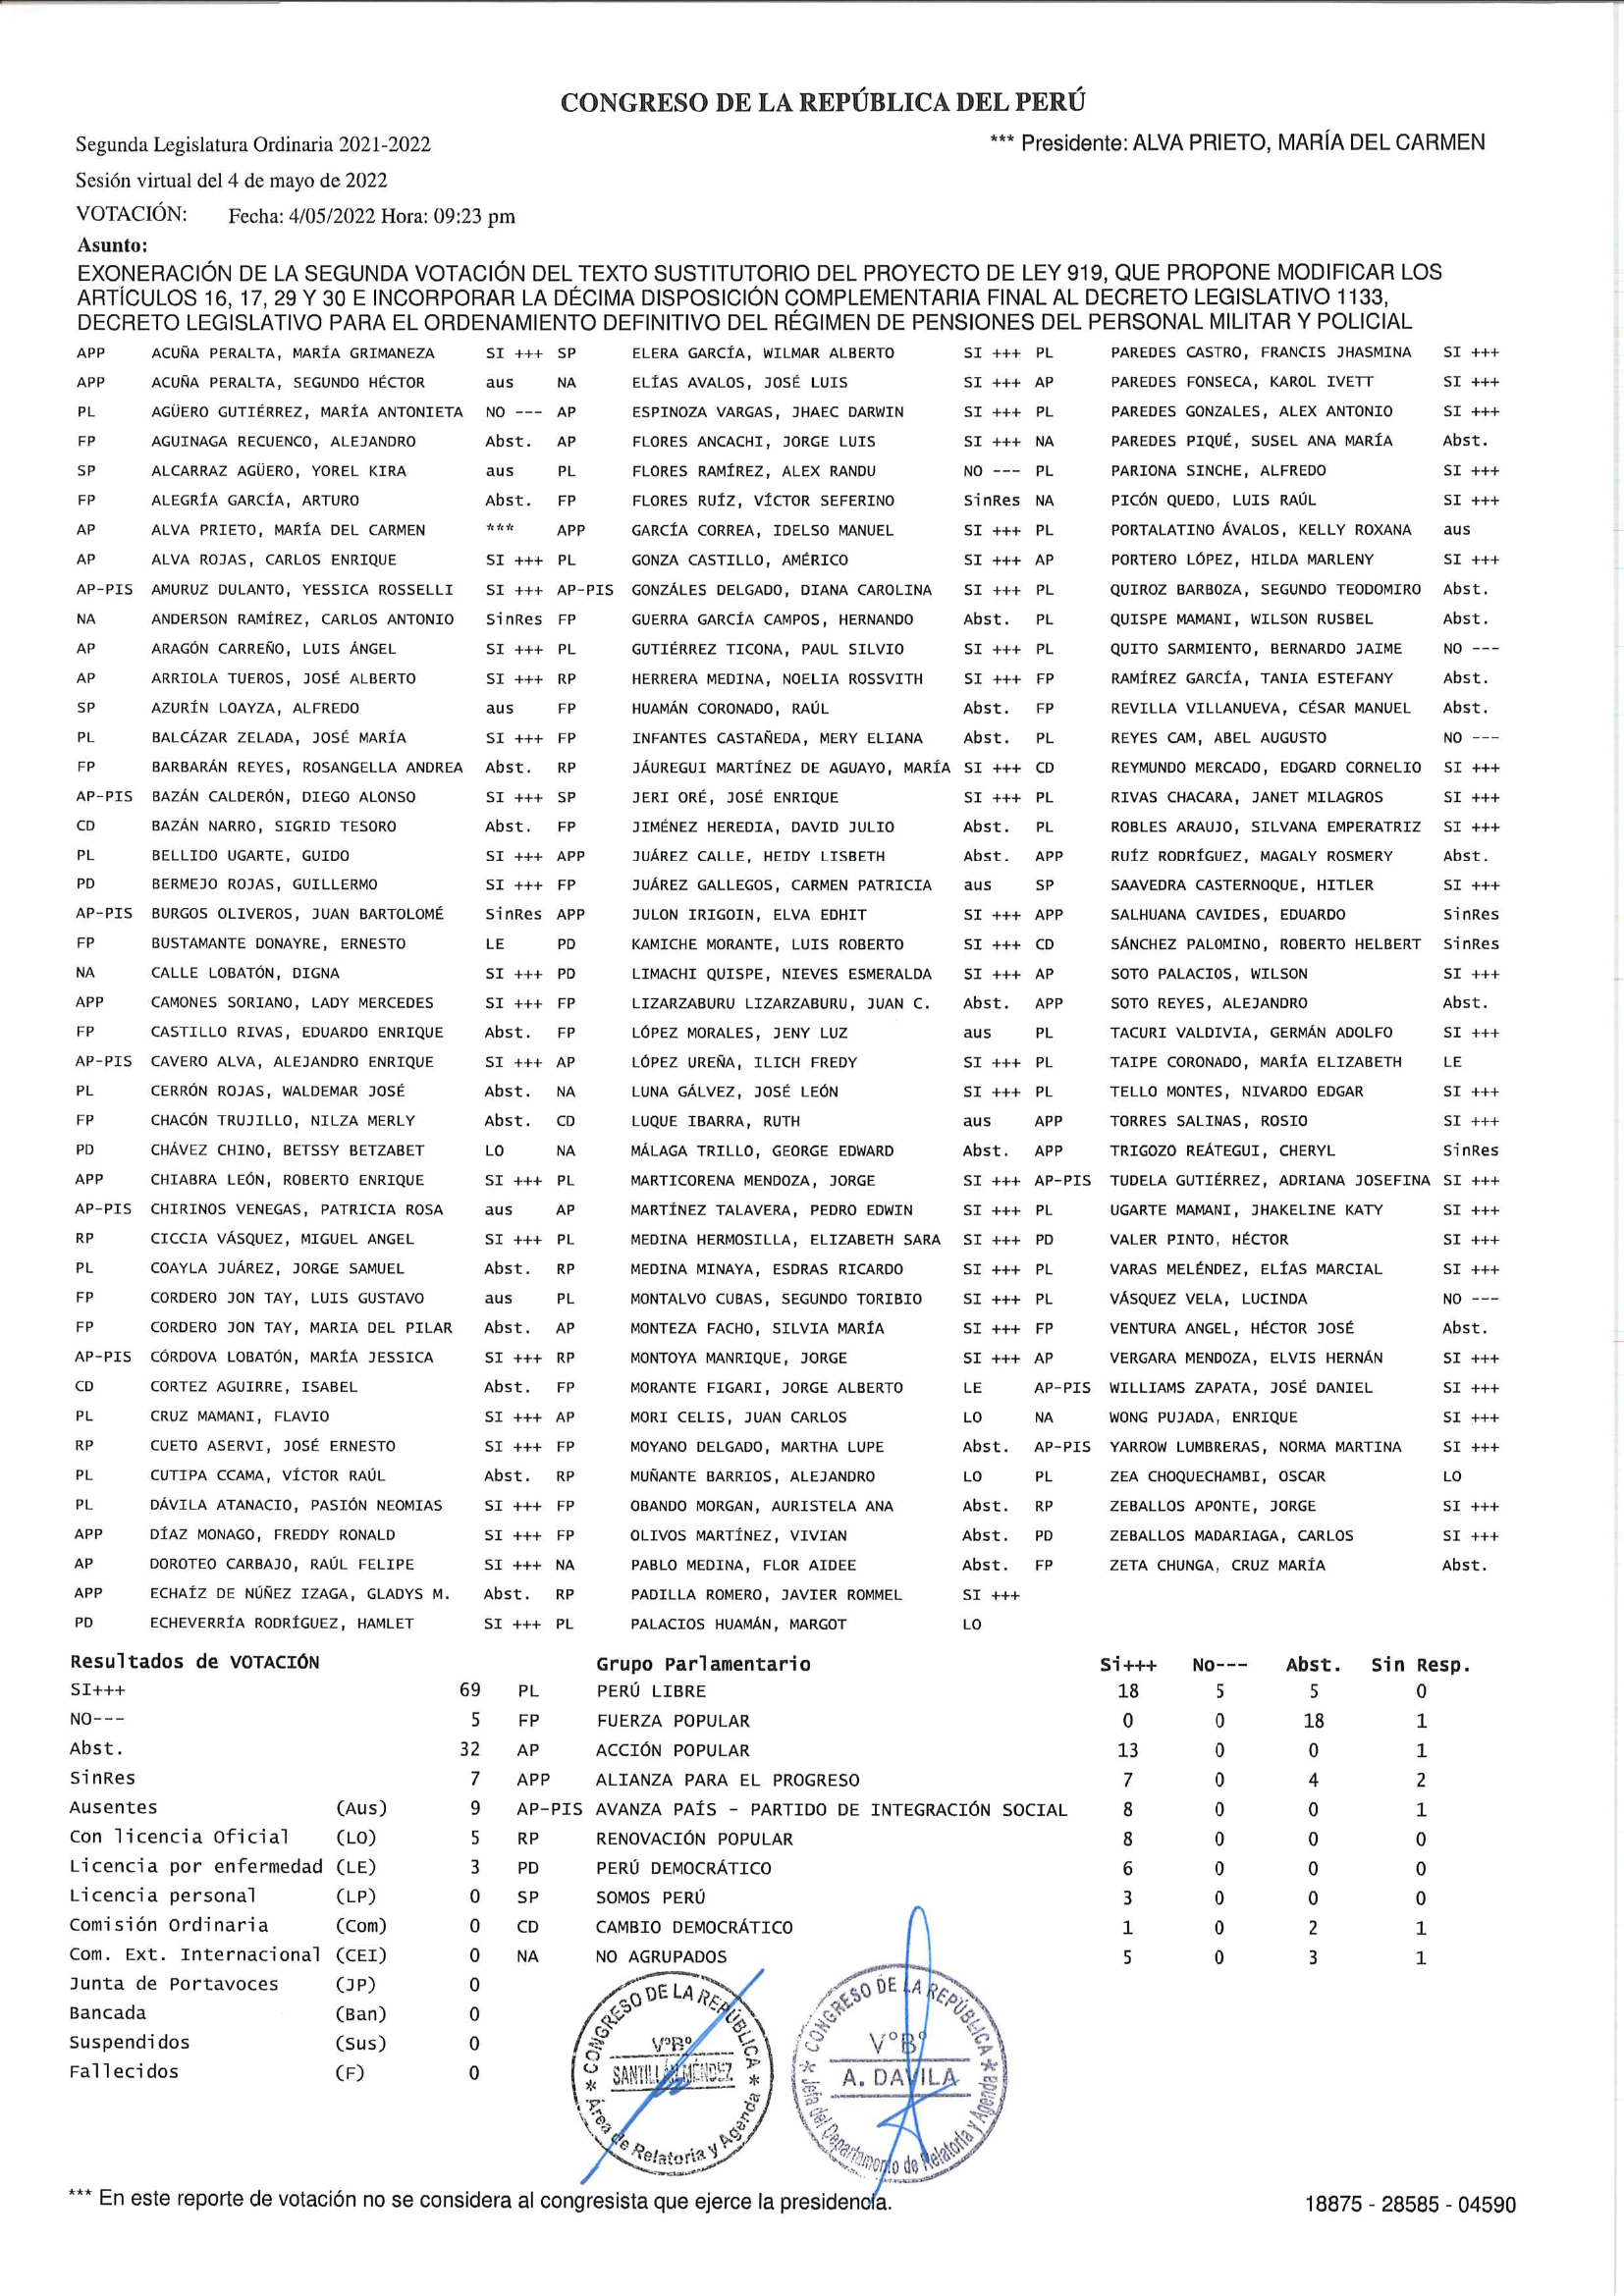 CONGRESO DE LA REPÚBLICA DEL PERÚ
Segunda Legislatura Ordinaria 2021-2022 *** Presidente: ALVA PRIETO, MARÍA DEL CARMEN
Sesión virtual del 4 de mayo de 2022
VOTACIÓN: Fecha: 4/05/2022 Hora: 09:23 pm
Asunto:
EXONERACIÓN DE LA SEGUNDA VOTACIÓN DEL TEXTO SUSTITUTORIO DEL PROYECTO DE LEY 919, QUE PROPONE MODIFICAR LOS
ARTÍCULOS 16, 17, 29 Y 30 E INCORPORAR LA DÉCIMA DISPOSICIÓN COMPLEMENTARIA FINAL AL DECRETO LEGISLATIVO 1133,
DECRETO LEGISLATIVO PARA EL ORDENAMIENTO DEFINITIVO DEL RÉGIMEN DE PENSIONES DEL PERSONAL MILITAR Y POLICIAL
APP ACUÑA PERALTA, MARÍA GRIMANEZA SI +++ SP ELERA GARCÍA, WILMAR ALBERTO SI +++ PL PAREDES CASTRO, FRANCIS JHASMINA SI +++
APP ACUÑA PERALTA, SEGUNDO HÉCTOR aus NA ELÍAS AVALOS, JOSÉ LUIS SI +++ AP PAREDES FONSECA, KAROL IVETT SI +++
PL AGÜERO GUTIÉRREZ, MARÍA ANTONIETA NO --- AP ESPINOZA VARGAS, JHAEC DARWIN SI +++ PL PAREDES GONZALES, ALEX ANTONIO SI +++
FP AGUINAGA RECUENCO, ALEJANDRO Abst. AP FLORES ANCACHI, JORGE LUIS SI +++ NA PAREDES PIQUÉ, SUSEL ANA MARÍA Abst.
SP ALCARRAZ AGÜERO, YOREL KIRA aus PL FLORES RAMÍREZ, ALEX RANDU NO --- PL PARIONA SINCHE, ALFREDO SI +++
FP ALEGRÍA GARCÍA, ARTURO Abst. FP FLORES RUÍZ, VÍCTOR SEFERINO SinRes NA PICÓN QUEDO, LUIS RAÚL SI +++
AP ALVA PRIETO, MARÍA DEL CARMEN *** APP GARCÍA CORREA, IDELSO MANUEL SI +++ PL PORTALATINO ÁVALOS, KELLY ROXANA aus
AP ALVA ROJAS, CARLOS ENRIQUE SI +++ PL GONZA CASTILLO, AMÉRICO SI +++ AP PORTERO LÓPEZ, HILDA MARLENY SI +++
AP-PIS AMURUZ DULANTO, YESSICA ROSSELLI SI +++ AP-PIS GONZÁLES DELGADO, DIANA CAROLINA SI +++ PL QUIROZ BARBOZA, SEGUNDO TEODOMIRO Abst.
NA ANDERSON RAMÍREZ, CARLOS ANTONIO SinRes FP GUERRA GARCÍA CAMPOS, HERNANDO Abst. PL QUISPE MAMANI, WILSON RUSBEL Abst.
AP ARAGÓN CARREÑO, LUIS ÁNGEL SI +++ PL GUTIÉRREZ TICONA, PAUL SILVIO SI +++ PL QUITO SARMIENTO, BERNARDO JAIME NO ---
AP ARRIOLA TUEROS, JOSÉ ALBERTO SI +++ RP HERRERA MEDINA, NOELIA ROSSVITH SI +++ FP RAMÍREZ GARCÍA, TANIA ESTEFANY Abst.
SP AZURÍN LOAYZA, ALFREDO aus FP HUAMÁN CORONADO, RAÚL Abst. FP REVILLA VILLANUEVA, CÉSAR MANUEL Abst.
PL BALCÁZAR ZELADA, JOSÉ MARÍA SI +++ FP INFANTES CASTAÑEDA, MERY ELIANA Abst. PL REYES CAM, ABEL AUGUSTO NO ---
FP BARBARÁN REYES, ROSANGELLA ANDREA Abst. RP JÁUREGUI MARTÍNEZ DE AGUAYO, MARÍA SI +++ CD REYMUNDO MERCADO, EDGARD CORNELIO SI +++
AP-PIS BAZÁN CALDERÓN, DIEGO ALONSO SI +++ SP JERI ORÉ, JOSÉ ENRIQUE SI +++ PL RIVAS CHACARA, JANET MILAGROS SI +++
CD BAZÁN NARRO, SIGRID TESORO Abst. FP JIMÉNEZ HEREDIA, DAVID JULIO Abst. PL ROBLES ARAUJO, SILVANA EMPERATRIZ SI +++
PL BELLIDO UGARTE, GUIDO SI +++ APP JUÁREZ CALLE, HEIDY LISBETH Abst. APP RUÍZ RODRÍGUEZ, MAGALY ROSMERY Abst.
PD BERMEJO ROJAS, GUILLERMO SI +++ FP JUÁREZ GALLEGOS, CARMEN PATRICIA aus SP SAAVEDRA CASTERNOQUE, HITLER SI +++
AP-PIS BURGOS OLIVEROS, JUAN BARTOLOMÉ SinRes APP JULON IRIGOIN, ELVA EDHIT SI +++ APP SALHUANA CAVIDES, EDUARDO SinRes
FP BUSTAMANTE DONAYRE, ERNESTO LE PD KAMICHE MORANTE, LUIS ROBERTO SI +++ CD SÁNCHEZ PALOMINO, ROBERTO HELBERT SinRes
NA CALLE LOBATÓN, DIGNA SI +++ PD LIMACHI QUISPE, NIEVES ESMERALDA SI +++ AP SOTO PALACIOS, WILSON SI +++
APP CAMONES SORIANO, LADY MERCEDES SI +++ FP LIZARZABURU LIZARZABURU, JUAN C. Abst. APP SOTO REYES, ALEJANDRO Abst.
FP CASTILLO RIVAS, EDUARDO ENRIQUE Abst. FP LÓPEZ MORALES, JENY LUZ aus PL TACURI VALDIVIA, GERMÁN ADOLFO SI +++
AP-PIS CAVERO ALVA, ALEJANDRO ENRIQUE SI +++ AP LÓPEZ UREÑA, ILICH FREDY SI +++ PL TAIPE CORONADO, MARÍA ELIZABETH LE
PL CERRÓN ROJAS, WALDEMAR JOSÉ Abst. NA LUNA GÁLVEZ, JOSÉ LEÓN SI +++ PL TELLO MONTES, NIVARDO EDGAR SI +++
FP CHACÓN TRUJILLO, NILZA MERLY Abst. CD LUQUE IBARRA, RUTH aus APP TORRES SALINAS, ROSIO SI +++
PD CHÁVEZ CHINO, BETSSY BETZABET LO NA MÁLAGA TRILLO, GEORGE EDWARD Abst. APP TRIGOZO REÁTEGUI, CHERYL SinRes
APP CHIABRA LEÓN, ROBERTO ENRIQUE SI +++ PL MARTICORENA MENDOZA, JORGE SI +++ AP-PIS TUDELA GUTIÉRREZ, ADRIANA JOSEFINA SI +++
AP-PIS CHIRINOS VENEGAS, PATRICIA ROSA aus AP MARTÍNEZ TALAVERA, PEDRO EDWIN SI +++ PL UGARTE MAMANI, JHAKELINE KATY SI +++
RP CICCIA VÁSQUEZ, MIGUEL ANGEL SI +++ PL MEDINA HERMOSILLA, ELIZABETH SARA SI +++ PD VALER PINTO, HÉCTOR SI +++
PL COAYLA JUÁREZ, JORGE SAMUEL Abst. RP MEDINA MINAYA, ESDRAS RICARDO SI +++ PL VARAS MELÉNDEZ, ELÍAS MARCIAL SI +++
FP CORDERO JON TAY, LUIS GUSTAVO aus PL MONTALVO CUBAS, SEGUNDO TORIBIO SI +++ PL VÁSQUEZ VELA, LUCINDA NO ---
FP CORDERO JON TAY, MARIA DEL PILAR Abst. AP MONTEZA FACHO, SILVIA MARÍA SI +++ FP VENTURA ANGEL, HÉCTOR JOSÉ Abst.
AP-PIS CÓRDOVA LOBATÓN, MARÍA JESSICA SI +++ RP MONTOYA MANRIQUE, JORGE SI +++ AP VERGARA MENDOZA, ELVIS HERNÁN SI +++
CD CORTEZ AGUIRRE, ISABEL Abst. FP MORANTE FIGARI, JORGE ALBERTO LE AP-PIS WILLIAMS ZAPATA, JOSÉ DANIEL SI +++
PL CRUZ MAMANI, FLAVIO SI +++ AP MORI CELIS, JUAN CARLOS LO NA WONG PUJADA, ENRIQUE SI +++
RP CUETO ASERVI, JOSÉ ERNESTO SI +++ FP MOYANO DELGADO, MARTHA LUPE Abst. AP-PIS YARROW LUMBRERAS, NORMA MARTINA SI +++
PL CUTIPA CCAMA, VÍCTOR RAÚL Abst. RP MUÑANTE BARRIOS, ALEJANDRO LO PL ZEA CHOQUECHAMBI, OSCAR LO
PL DÁVILA ATANACIO, PASIÓN NEOMIAS SI +++ FP OBANDO MORGAN, AURISTELA ANA Abst. RP ZEBALLOS APONTE, JORGE SI +++
APP DÍAZ MONAGO, FREDDY RONALD SI +++ FP OLIVOS MARTÍNEZ, VIVIAN Abst. PD ZEBALLOS MADARIAGA, CARLOS SI +++
AP DOROTEO CARBAJO, RAÚL FELIPE SI +++ NA PABLO MEDINA, FLOR AIDEE Abst. FP ZETA CHUNGA, CRUZ MARÍA Abst.
APP ECHAÍZ DE NÚÑEZ IZAGA, GLADYS M. Abst. RP PADILLA ROMERO, JAVIER ROMMEL SI +++
PD ECHEVERRÍA RODRÍGUEZ, HAMLET SI +++ PL PALACIOS HUAMÁN, MARGOT LO
Resultados de VOTACIÓN Grupo Parlamentario Si+++ No--- Abst. Sin Resp.
SI+++ 69 PL PERÚ LIBRE 18 5 5 0
NO--- 5 FP FUERZA POPULAR 0 0 18 1
Abst. 32 AP ACCIÓN POPULAR 13 0 0 1
SinRes 7 APP ALIANZA PARA EL PROGRESO 7 0 4 2
Ausentes (Aus) 9 AP-PIS AVANZA PAÍS - PARTIDO DE INTEGRACIÓN SOCIAL 8 0 0 1
Con licencia Oficial (LO) 5 RP RENOVACIÓN POPULAR 8 0 0 0
Licencia por enfermedad (LE) 3 PD PERÚ DEMOCRÁTICO 6 0 0 0
Licencia personal (LP) 0 SP SOMOS PERÚ 3 0 0 0
Comisión Ordinaria (Com) 0 CD CAMBIO DEMOCRÁTICO 1 0 2 1
Com. Ext. Internacional (CEI) 0 NA NO AGRUPADOS 5 0 3 1
Junta de Portavoces (JP) 0
Bancada (Ban) 0
Suspendidos (Sus) 0
Fallecidos (F) 0
CONGRESO DE LA REPÚBLICA
V°B°
SANTILLÁN MÉNDEZ
Área de Relatoría y Agenda
CONGRESO DE LA REPÚBLICA
V°B°
A. DAVILA
Jefa del Departamento de Relatoría y Agenda
*** En este reporte de votación no se considera al congresista que ejerce la presidencia. 18875 - 28585 - 04590